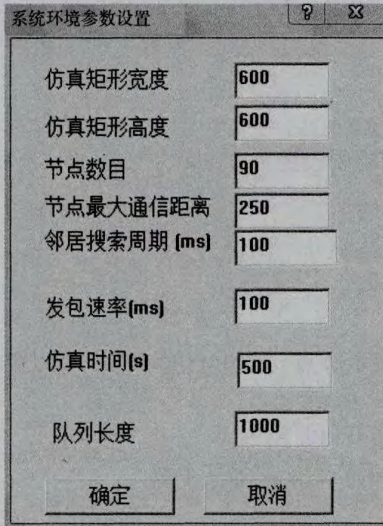 系统环境参数设置 ? X
仿真矩形宽度 600
仿真矩形高度 600
节点数目 90
节点最大通信距离 250
邻居搜索周期 (ms) 100
发包速率(ms) 100
仿真时间(s) 500
队列长度 1000
确定 取消